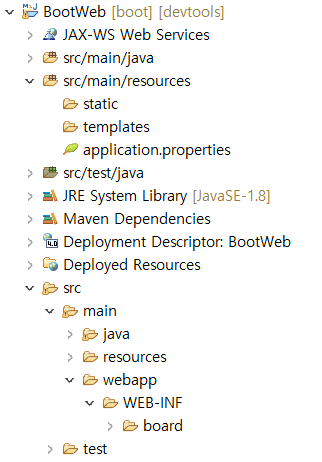 BootWeb [boot] [devtools]
JAX-WS Web Services
src/main/java
src/main/resources
static
templates
application.properties
src/test/java
JRE System Library [JavaSE-1.8]
Maven Dependencies
Deployment Descriptor: BootWeb
Deployed Resources
src
main
java
resources
webapp
WEB-INF
board
test